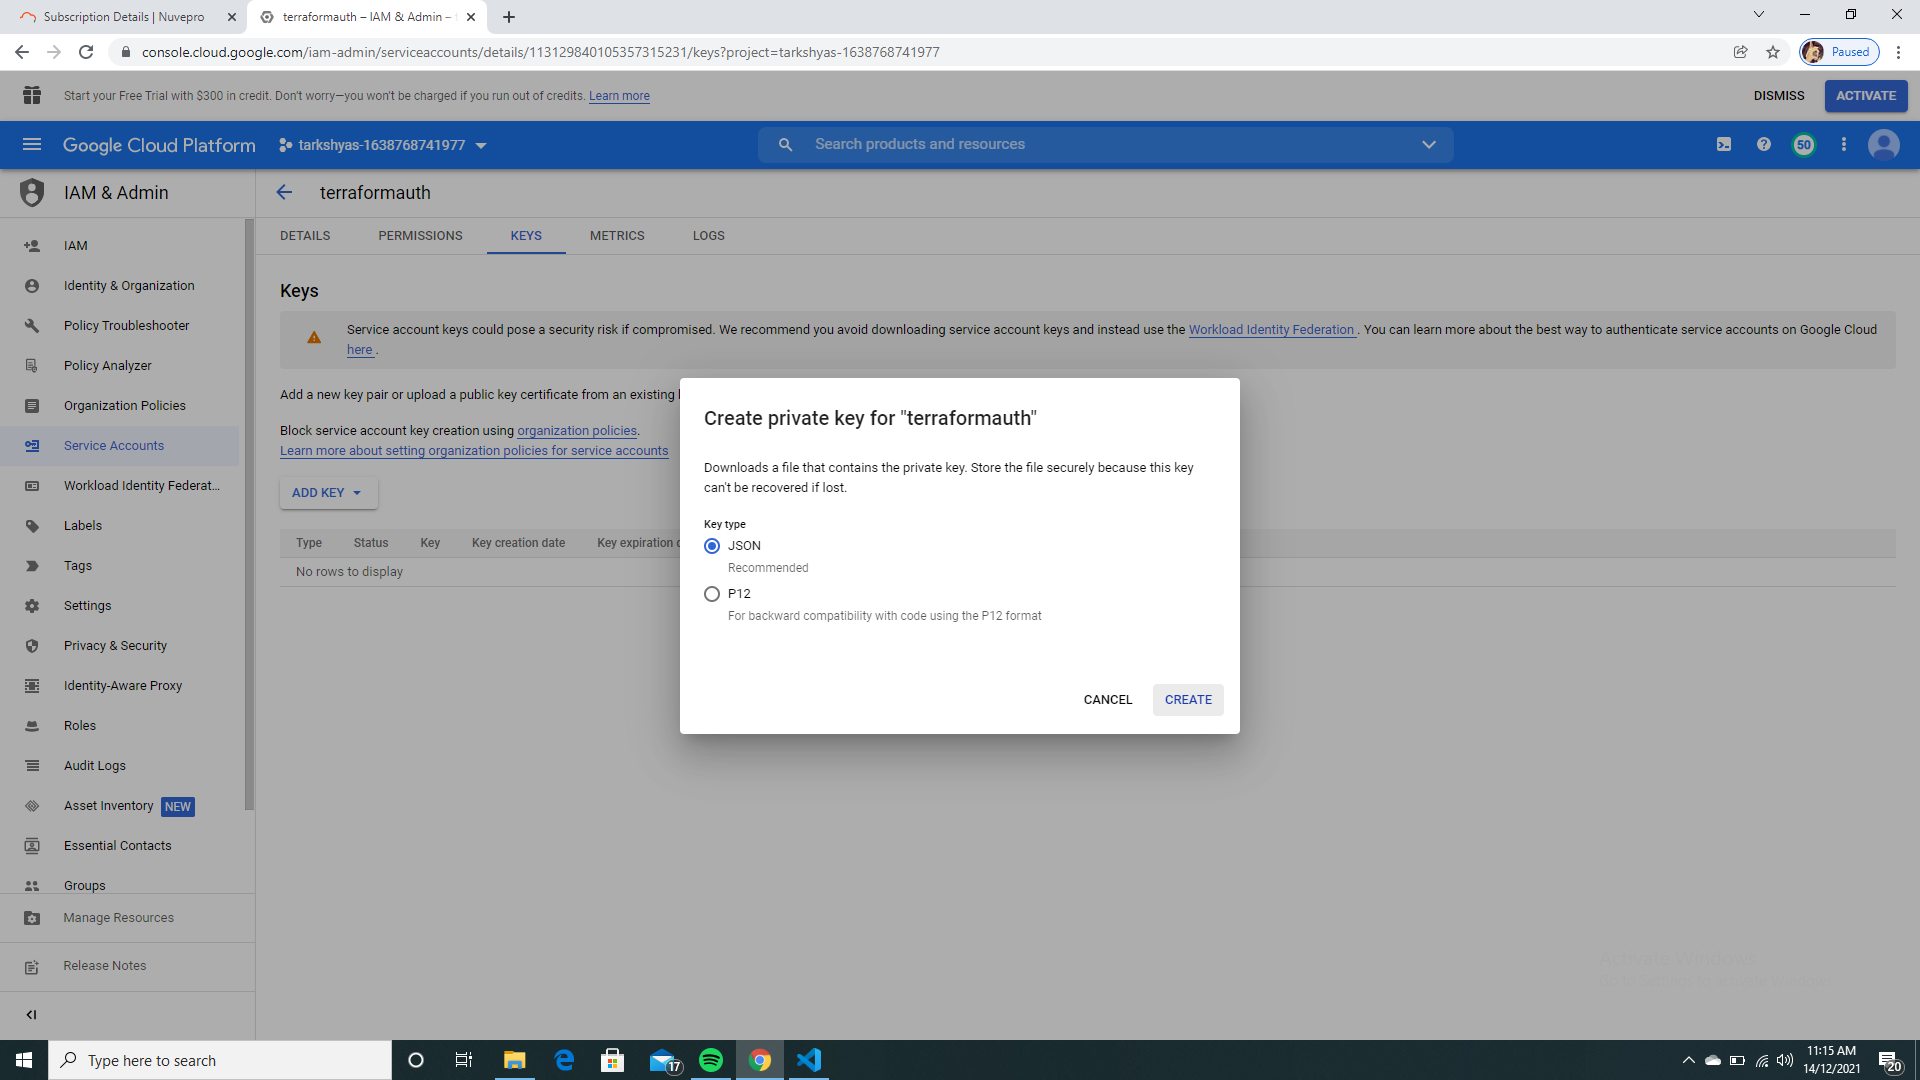 Subscription Details | Nuvepro
terraformauth – IAM & Admin –
console.cloud.google.com/iam-admin/serviceaccounts/details/113129840105357315231/keys?project=tarkshyas-1638768741977
Paused
Start your Free Trial with $300 in credit. Don't worry—you won't be charged if you run out of credits. Learn more
DISMISS
ACTIVATE
Google Cloud Platform
tarkshyas-1638768741977
Search products and resources
50
IAM & Admin
terraformauth
DETAILS
PERMISSIONS
KEYS
METRICS
LOGS
IAM
Identity & Organization
Policy Troubleshooter
Policy Analyzer
Organization Policies
Service Accounts
Workload Identity Federat...
Labels
Tags
Settings
Privacy & Security
Identity-Aware Proxy
Roles
Audit Logs
Asset Inventory NEW
Essential Contacts
Groups
Manage Resources
Release Notes
Keys
Service account keys could pose a security risk if compromised. We recommend you avoid downloading service account keys and instead use the Workload Identity Federation . You can learn more about the best way to authenticate service accounts on Google Cloud
here .
Add a new key pair or upload a public key certificate from an existing
Block service account key creation using organization policies.
Learn more about setting organization policies for service accounts
ADD KEY
Type Status Key Key creation date Key expiration
No rows to display
Create private key for "terraformauth"
Downloads a file that contains the private key. Store the file securely because this key
can't be recovered if lost.
Key type
JSON
Recommended
P12
For backward compatibility with code using the P12 format
CANCEL
CREATE
Type here to search
17
11:15 AM
14/12/2021
20